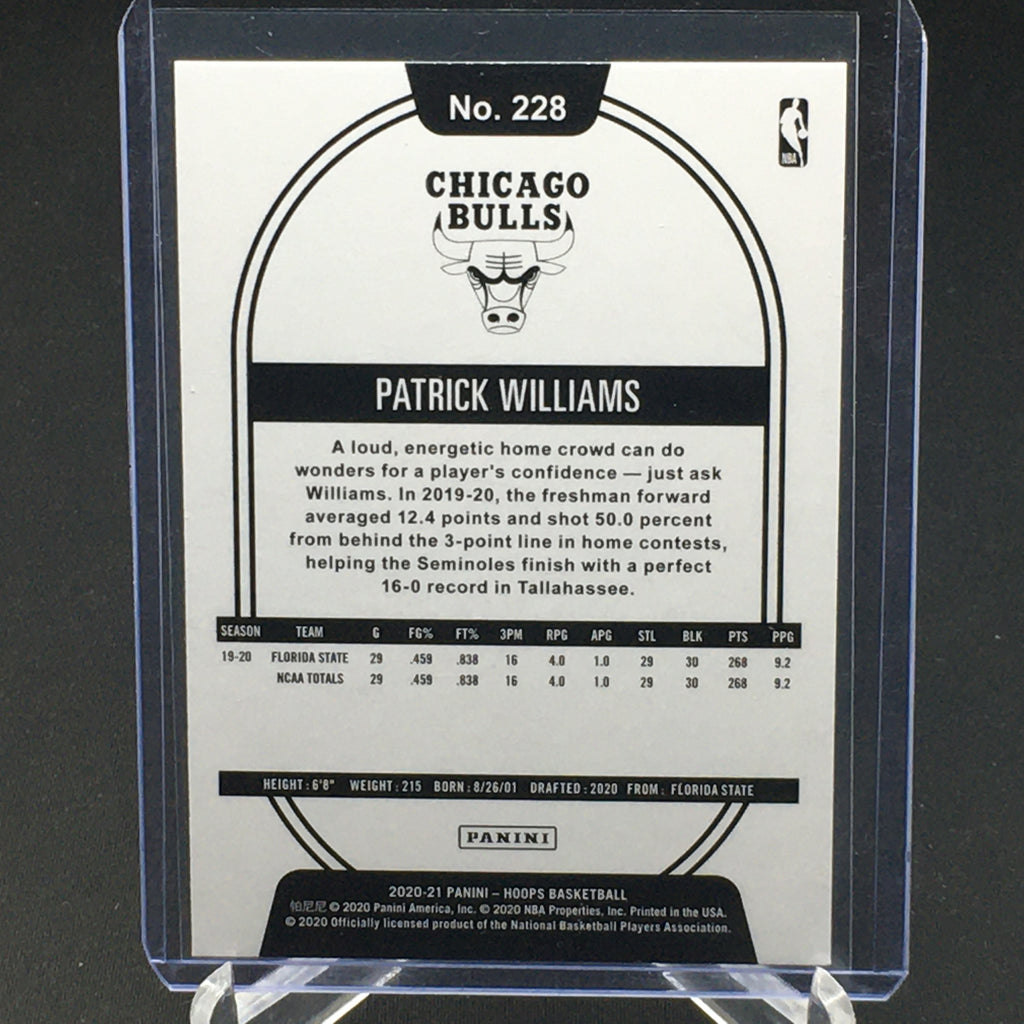 No. 228
NBA
CHICAGO
BULLS
PATRICK WILLIAMS
A loud, energetic home crowd can do
wonders for a player's confidence — just ask
Williams. In 2019-20, the freshman forward
averaged 12.4 points and shot 50.0 percent
from behind the 3-point line in home contests,
helping the Seminoles finish with a perfect
16-0 record in Tallahassee.
SEASON TEAM G FG% FT% 3PM RPG APG STL BLK PTS PPG
19-20 FLORIDA STATE 29 .459 .838 16 4.0 1.0 29 30 268 9.2
NCAA TOTALS 29 .459 .838 16 4.0 1.0 29 30 268 9.2
HEIGHT: 6'8" WEIGHT: 215 BORN: 8/26/01 DRAFTED: 2020 FROM: FLORIDA STATE
PANINI
2020-21 PANINI – HOOPS BASKETBALL
帕尼尼 © 2020 Panini America, Inc. © 2020 NBA Properties, Inc. Printed in the USA.
© 2020 Officially licensed product of the National Basketball Players Association.